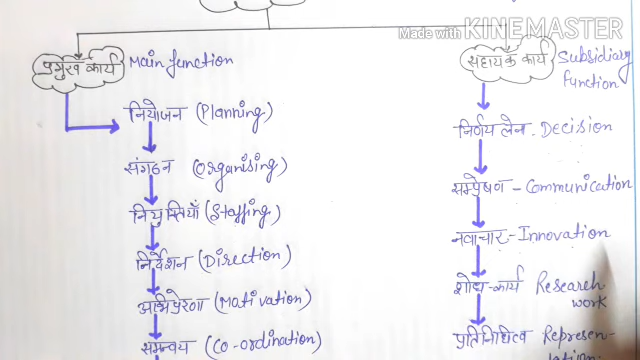 Made with KINEMASTER
प्रमुख कार्य Main function
नियोजन (Planning)
संगठन (Organising)
नियुक्तियाँ (Staffing)
निर्देशन (Direction)
अभिप्रेरणा (Motivation)
समन्वय (Co-ordination)
सहायक कार्य Subsidiary
function
निर्णय लेन - Decision
सम्प्रेषण - Communication
नवाचार - Innovation
शोध - कार्य Research
work
प्रतिनिधित्व Represen-